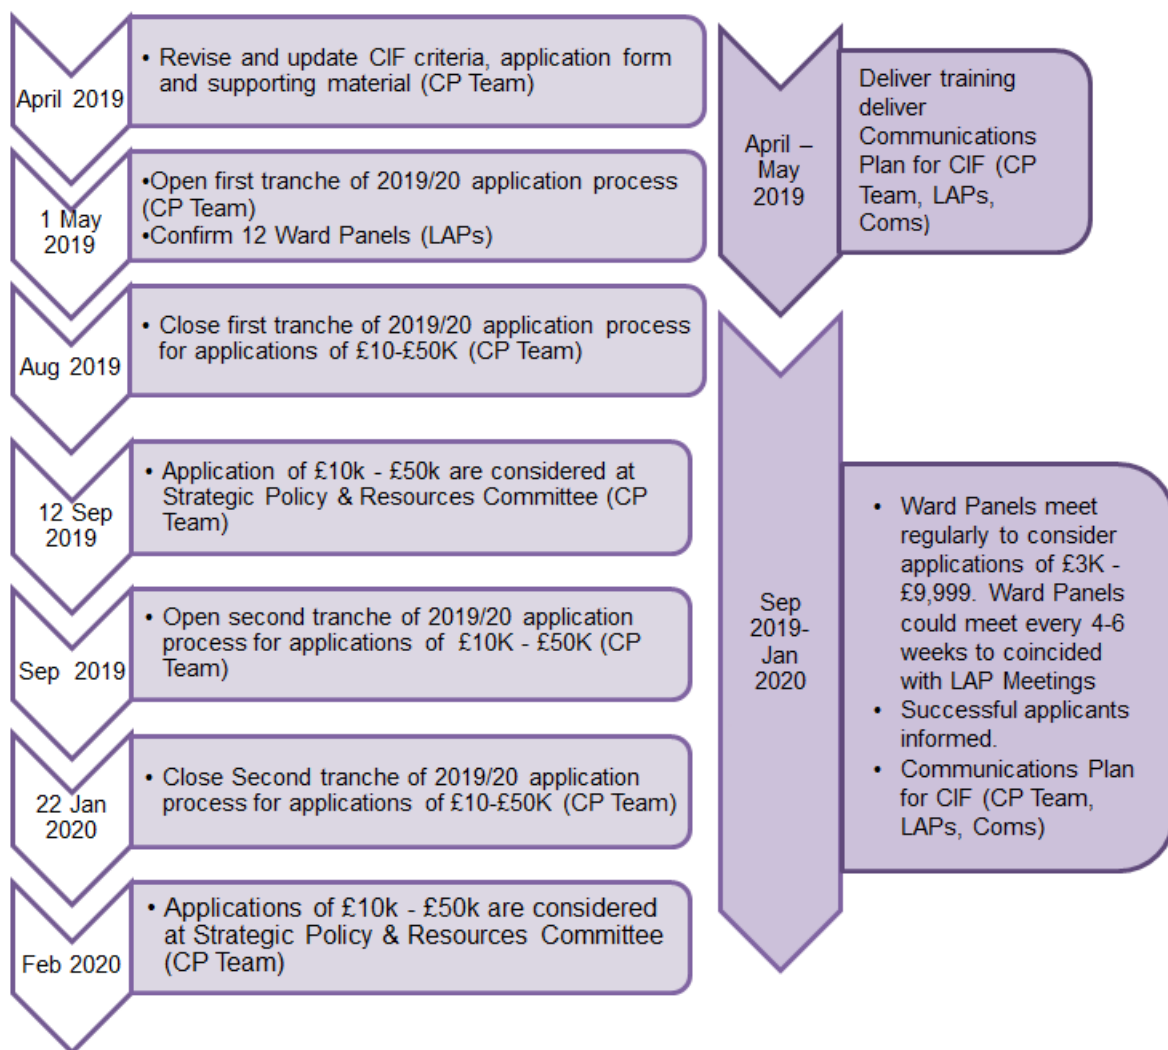 April 2019
• Revise and update CIF criteria, application form
and supporting material (CP Team)
1 May
2019
•Open first tranche of 2019/20 application process
(CP Team)
•Confirm 12 Ward Panels (LAPs)
Aug 2019
• Close first tranche of 2019/20 application process
for applications of £10-£50K (CP Team)
12 Sep
2019
• Application of £10k - £50k are considered at
Strategic Policy & Resources Committee (CP
Team)
Sep 2019
• Open second tranche of 2019/20 application
process for applications of £10K - £50K (CP
Team)
22 Jan
2020
• Close Second tranche of 2019/20 application
process for applications of £10-£50K (CP Team)
Feb 2020
• Applications of £10k - £50k are considered
at Strategic Policy & Resources Committee
(CP Team)
April –
May
2019
Deliver training
deliver
Communications
Plan for CIF (CP
Team, LAPs,
Coms)
Sep
2019-
Jan
2020
• Ward Panels meet
regularly to consider
applications of £3K -
£9,999. Ward Panels
could meet every 4-6
weeks to coincided
with LAP Meetings
• Successful applicants
informed.
• Communications Plan
for CIF (CP Team,
LAPs, Coms)